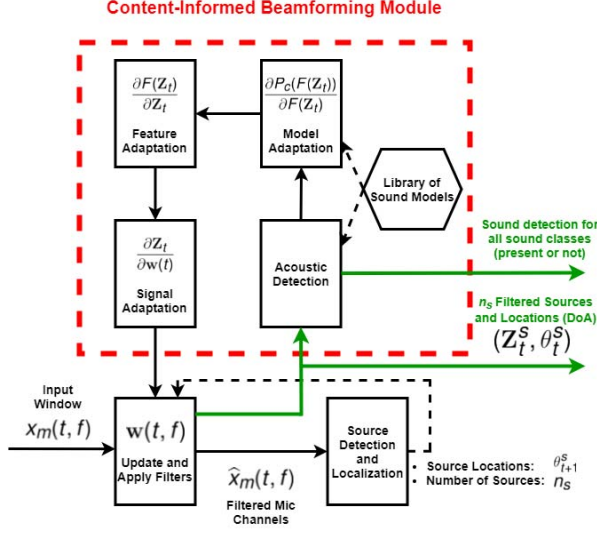 Content-Informed Beamforming Module
∂F(Z_t)
∂Z_t
Feature
Adaptation
∂P_c(F(Z_t))
∂F(Z_t)
Model
Adaptation
Library of
Sound Models
∂Z_t
∂w(t)
Signal
Adaptation
Acoustic
Detection
Sound detection for
all sound classes
(present or not)
n_s Filtered Sources
and Locations (DoA)
(Z_t^s, θ_t^s)
Input
Window
x_m(t, f)
w(t, f)
Update and
Apply Filters
x̂_m(t, f)
Filtered Mic
Channels
Source
Detection
and
Localization
• Source Locations: θ_{t+1}^s
• Number of Sources: n_s